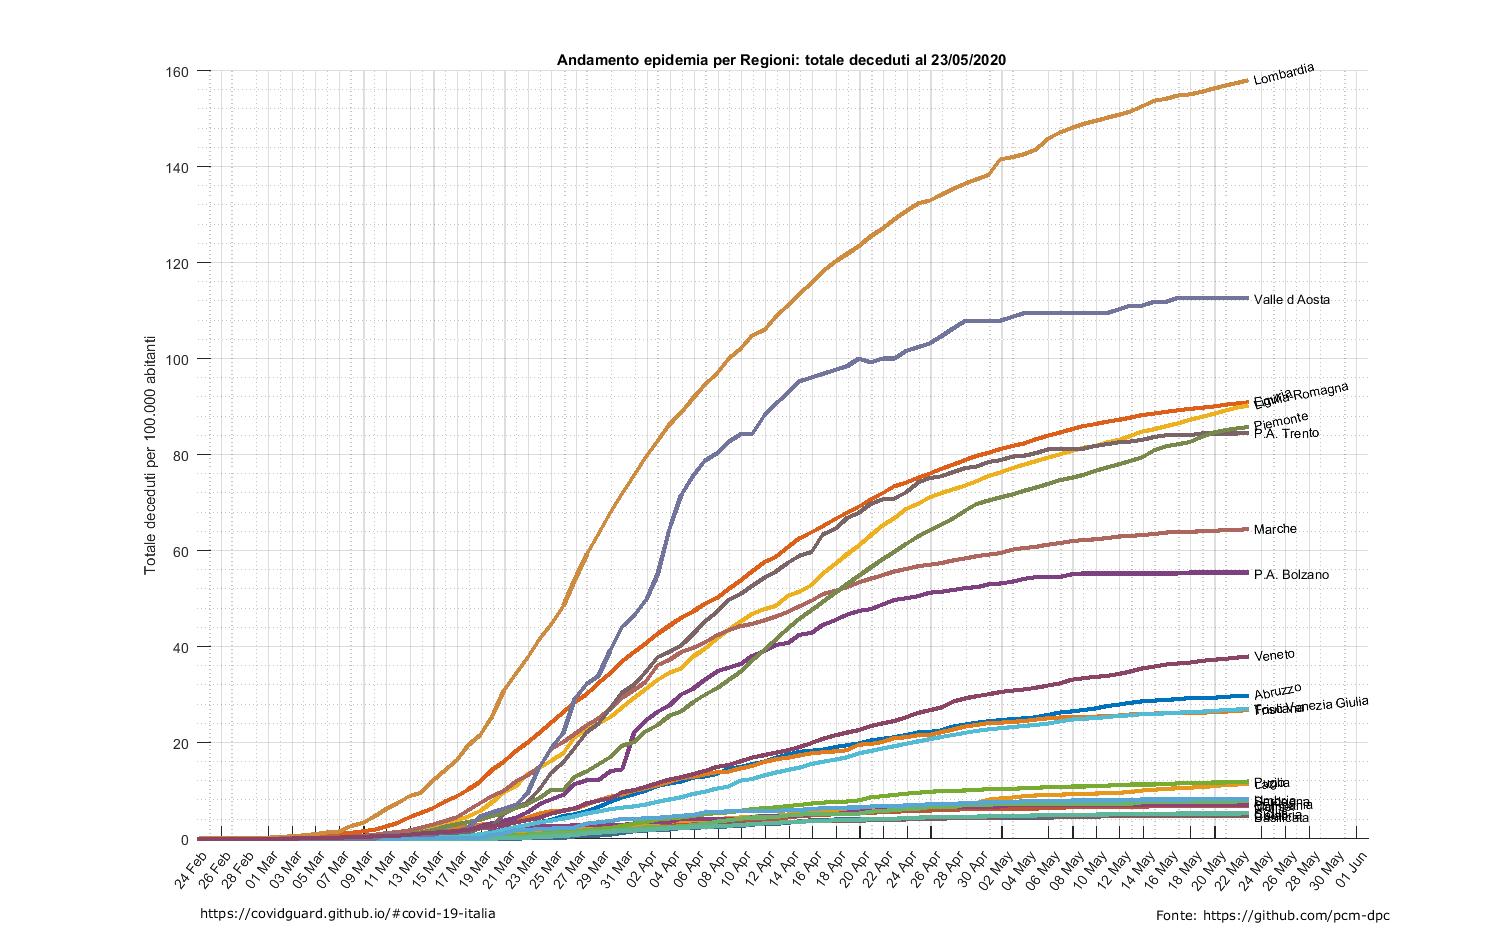 Andamento epidemia per Regioni: totale deceduti al 23/05/2020
Totale deceduti per 100.000 abitanti
160
140
120
100
80
60
40
20
0
Lombardia
Valle d Aosta
Emilia Romagna
Liguria
Piemonte
P.A. Trento
Marche
P.A. Bolzano
Veneto
Abruzzo
Friuli Venezia Giulia
Toscana
Puglia
Lazio
Umbria
Sardegna
Campania
Sicilia
Calabria
Basilicata
24 Feb
26 Feb
28 Feb
01 Mar
03 Mar
05 Mar
07 Mar
09 Mar
11 Mar
13 Mar
15 Mar
17 Mar
19 Mar
21 Mar
23 Mar
25 Mar
27 Mar
29 Mar
31 Mar
02 Apr
04 Apr
06 Apr
08 Apr
10 Apr
12 Apr
14 Apr
16 Apr
18 Apr
20 Apr
22 Apr
24 Apr
26 Apr
28 Apr
30 Apr
02 May
04 May
06 May
08 May
10 May
12 May
14 May
16 May
18 May
20 May
22 May
24 May
26 May
28 May
30 May
01 Jun
https://covidguard.github.io/#covid-19-italia
Fonte: https://github.com/pcm-dpc